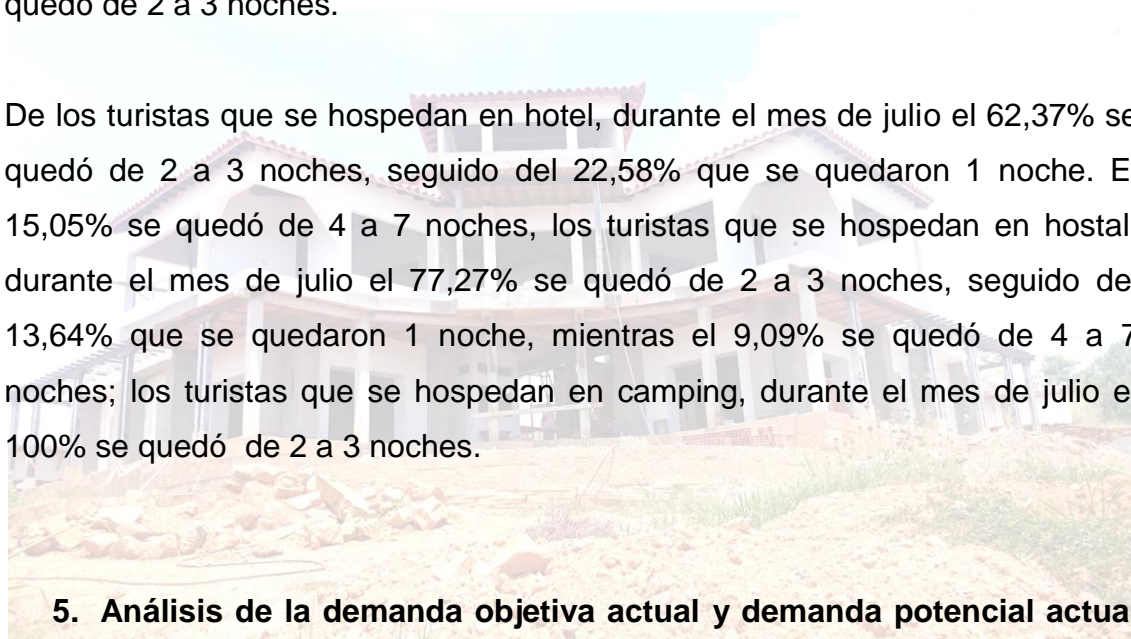 quedó de 2 a 3 noches.
De los turistas que se hospedan en hotel, durante el mes de julio el 62,37% se
quedó de 2 a 3 noches, seguido del 22,58% que se quedaron 1 noche. E
15,05% se quedó de 4 a 7 noches, los turistas que se hospedan en hostal
durante el mes de julio el 77,27% se quedó de 2 a 3 noches, seguido de
13,64% que se quedaron 1 noche, mientras el 9,09% se quedó de 4 a 7
noches; los turistas que se hospedan en camping, durante el mes de julio e
100% se quedó de 2 a 3 noches.
5. Análisis de la demanda objetiva actual y demanda potencial actua